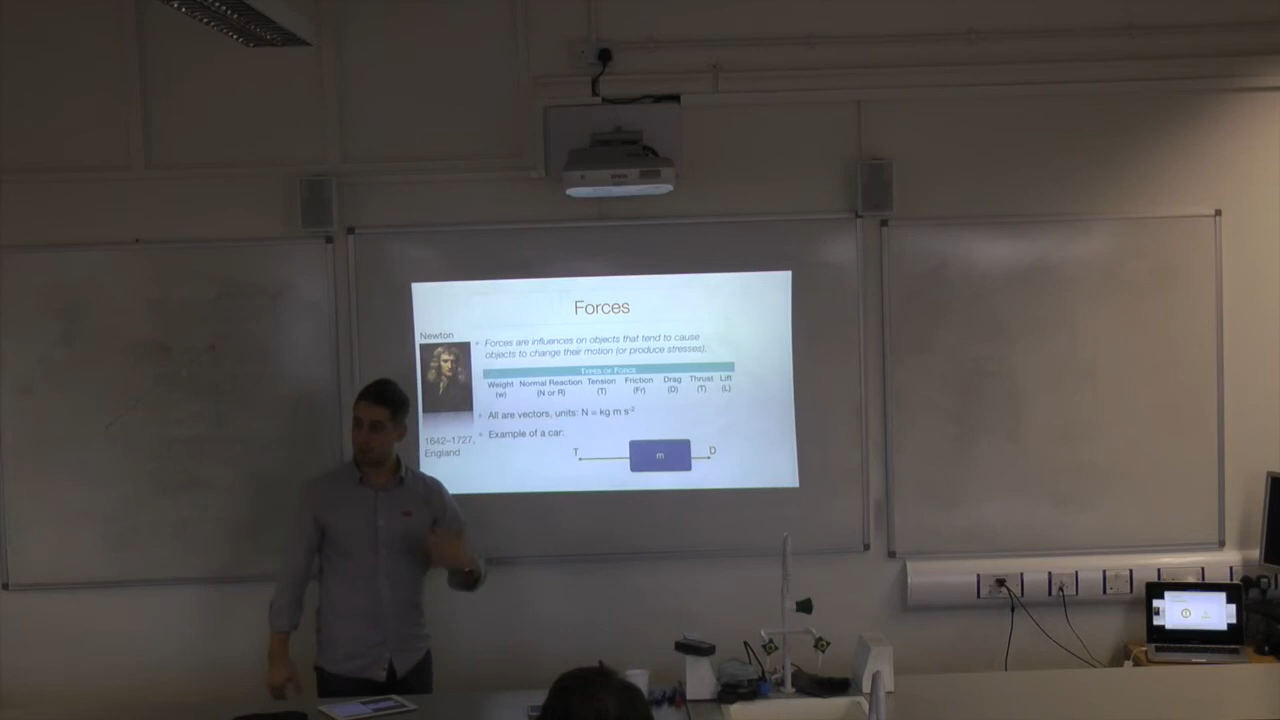 Forces
Newton
Forces are influences on objects that tend to cause
objects to change their motion (or produce stresses).
TYPES OF FORCE
Weight Normal Reaction Tension Friction Drag Thrust Lift
(w) (N or R) (T) (Fr) (D) (T) (L)
All are vectors, units: N = kg m s⁻²
1642–1727,
England
Example of a car:
T m D